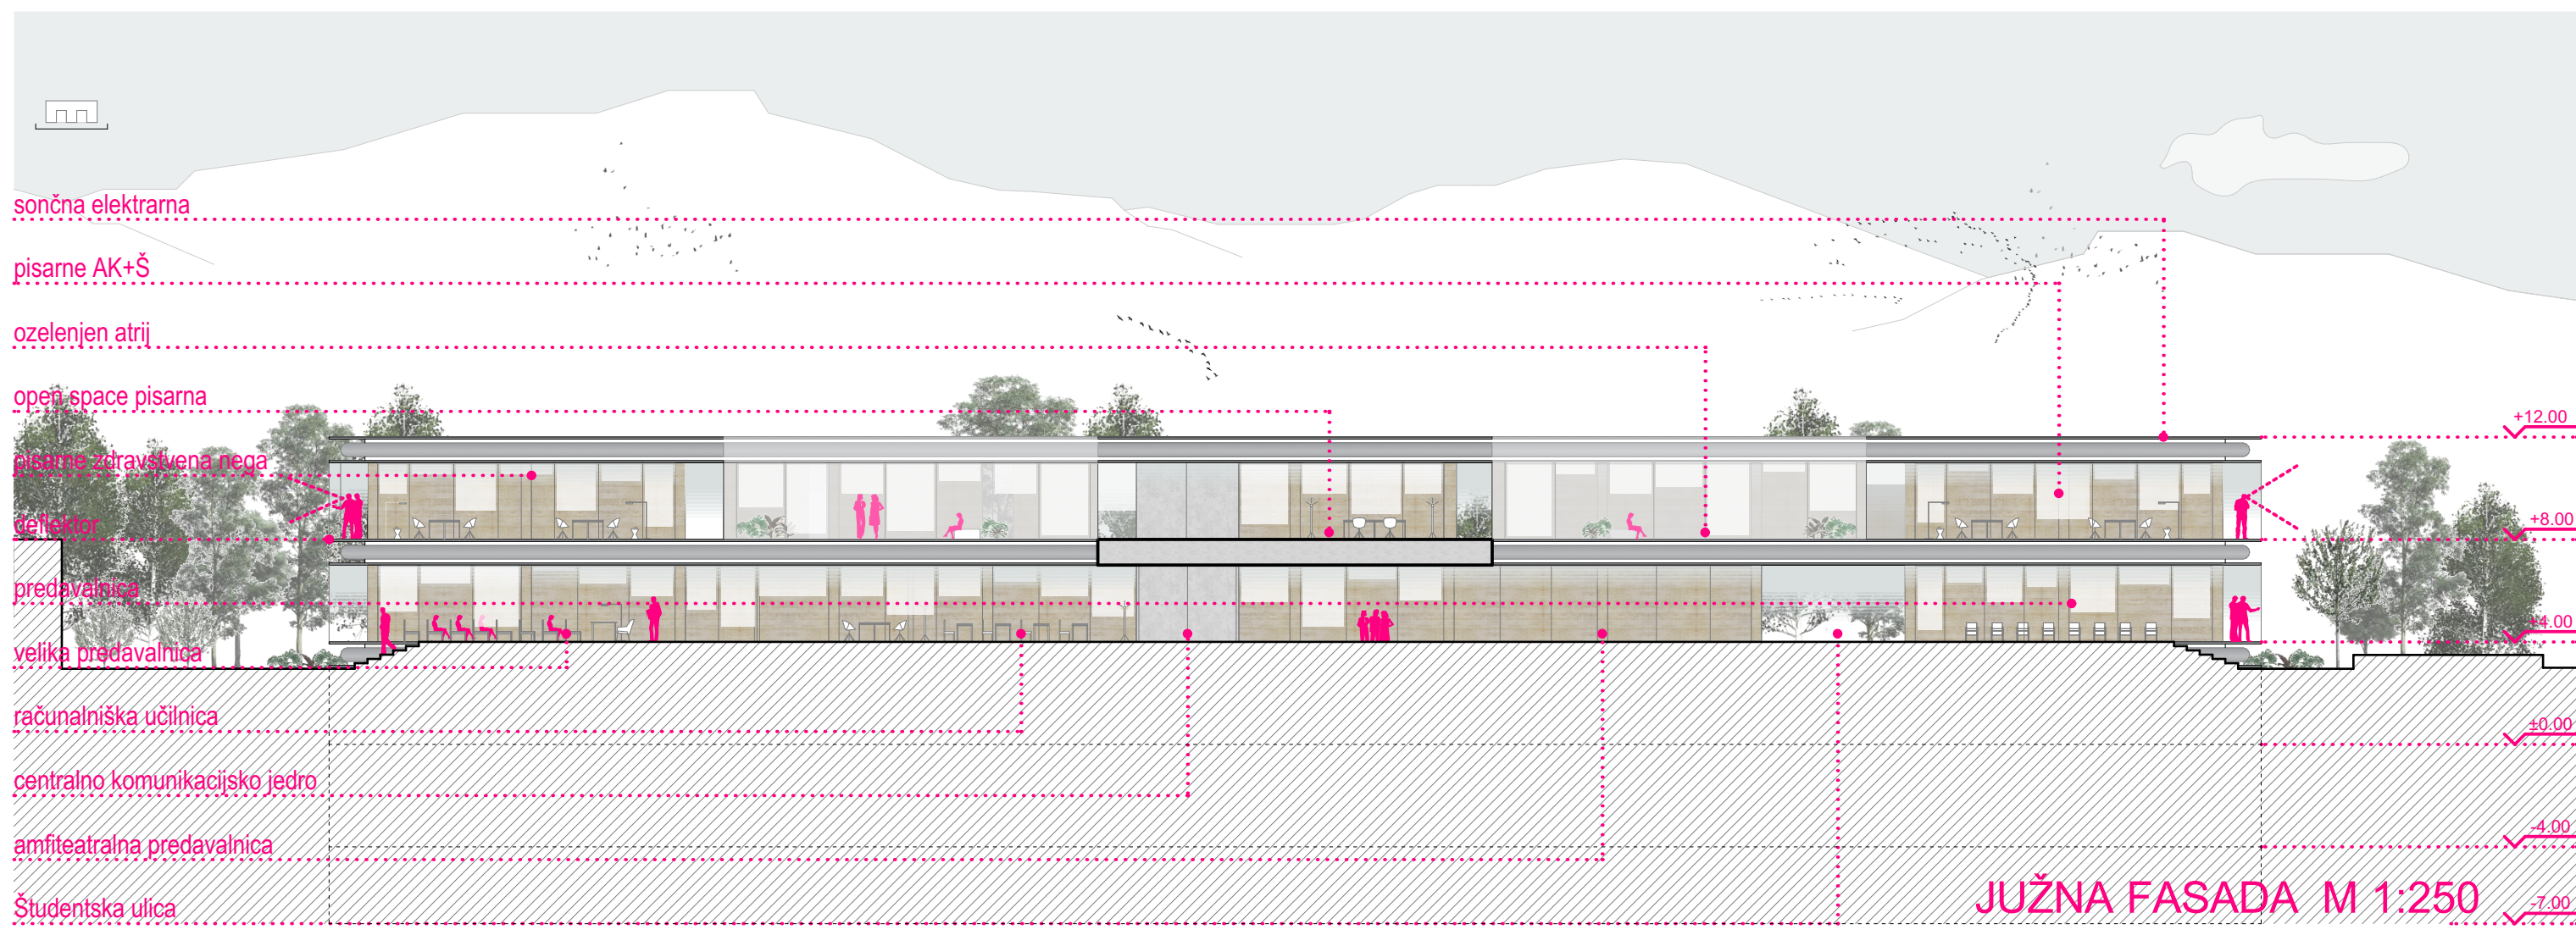 sončna elektrarna
pisarne AK+Š
ozelenjen atrij
open space pisarna
+12.00
pisarne zdravstvena nega
deflektor
+8.00
predavalnica
+4.00
velika predavalnica
računalniška učilnica
±0.00
centralno komunikacijsko jedro
-4.00
amfiteatralna predavalnica
Študentska ulica
JUŽNA FASADA M 1:250
-7.00